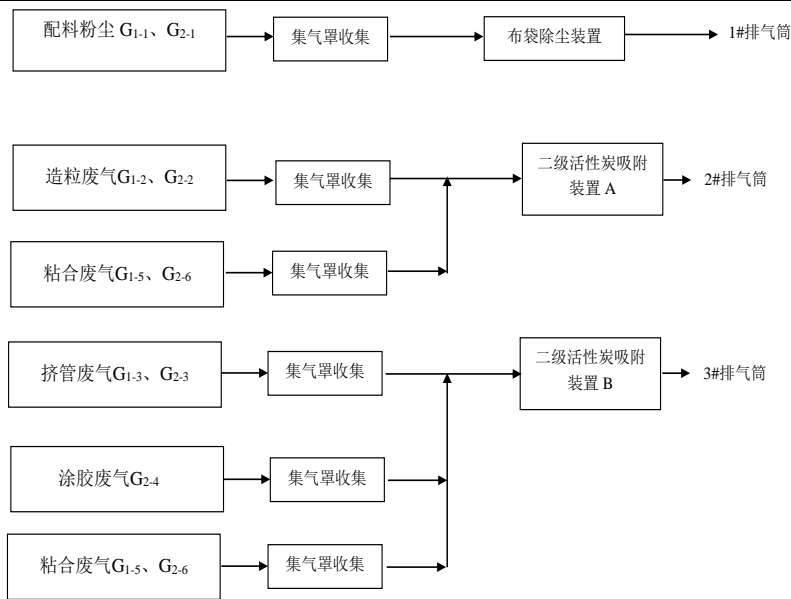 配料粉尘 G1-1、G2-1
集气罩收集
布袋除尘装置
1#排气筒
造粒废气G1-2、G2-2
集气罩收集
二级活性炭吸附
装置 A
2#排气筒
粘合废气G1-5、G2-6
集气罩收集
挤管废气G1-3、G2-3
集气罩收集
二级活性炭吸附
装置 B
3#排气筒
涂胶废气G2-4
集气罩收集
粘合废气G1-5、G2-6
集气罩收集